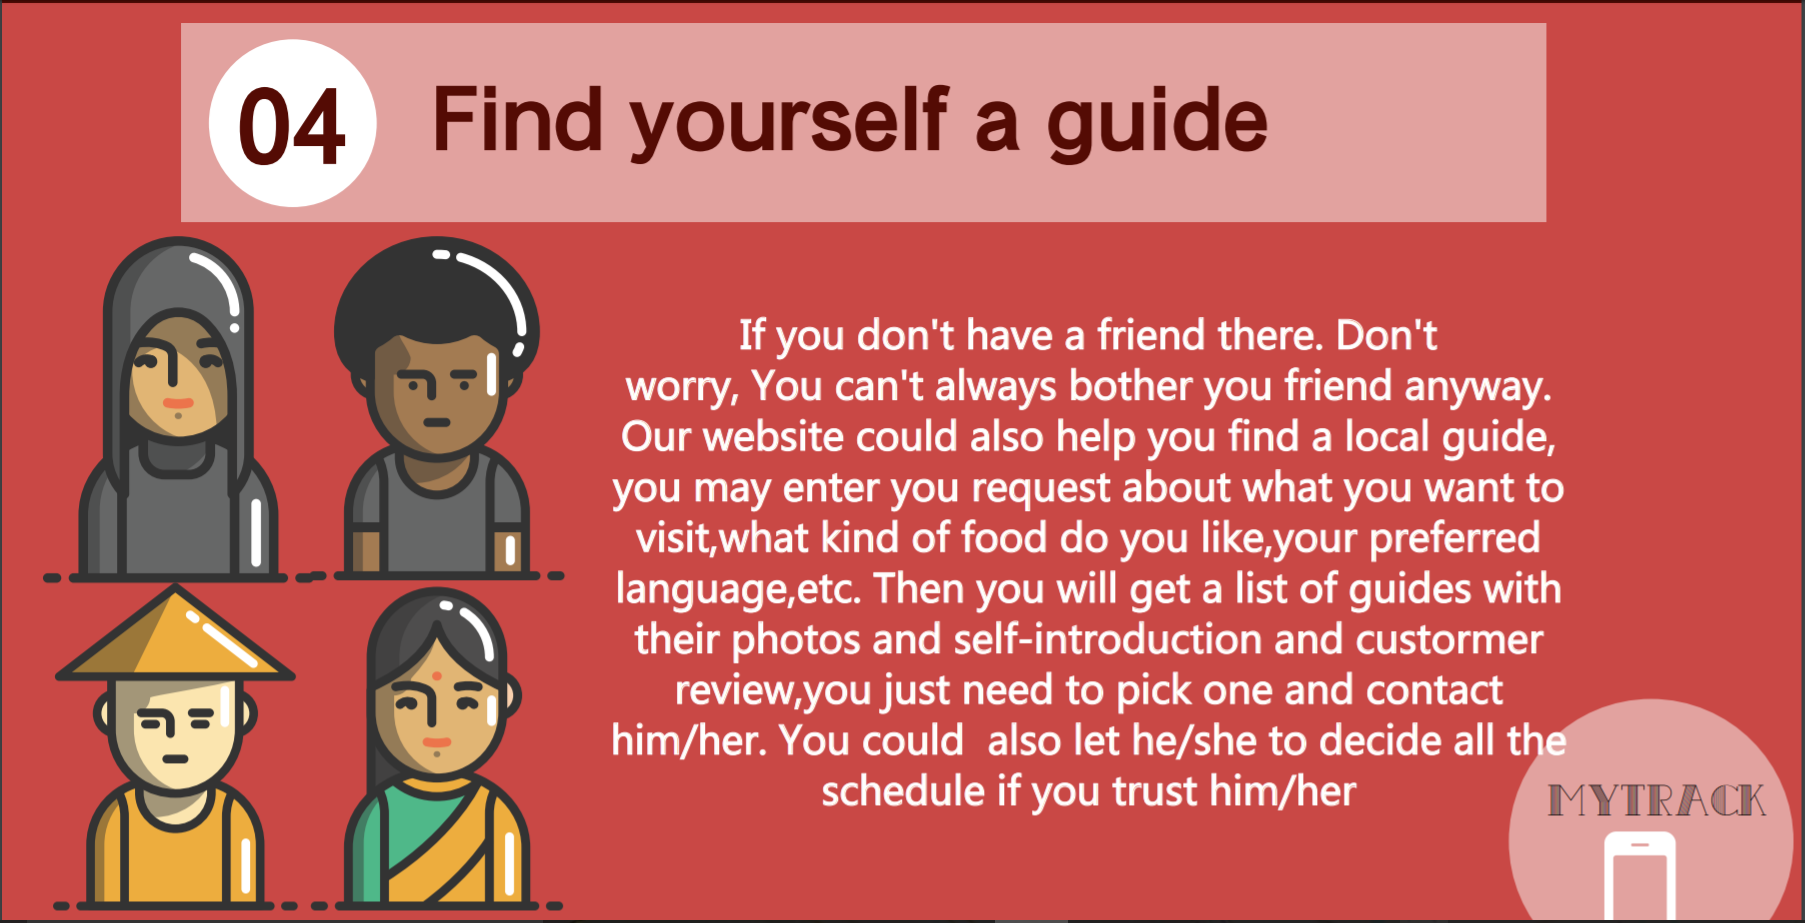 04
Find yourself a guide
If you don't have a friend there. Don't
worry, You can't always bother you friend anyway.
Our website could also help you find a local guide,
you may enter you request about what you want to
visit,what kind of food do you like,your preferred
language,etc. Then you will get a list of guides with
their photos and self-introduction and custormer
review,you just need to pick one and contact
him/her. You could  also let he/she to decide all the
schedule if you trust him/her
MYTRACK